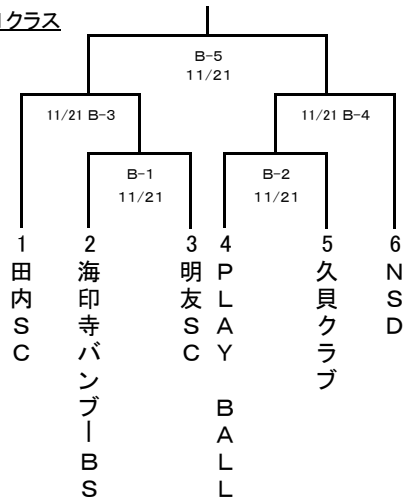 クラス
B-5
11/21
11/21 B-3
11/21 B-4
B-1
11/21
B-2
11/21
1
田内SC
2
海印寺バンブーBS
3
明友SC
4
PLAY BALL
5
久貝クラブ
6
NSD